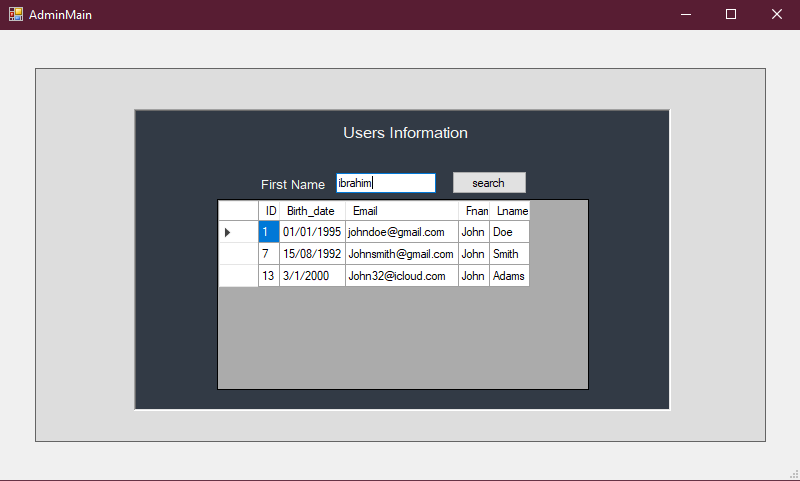 AdminMain
Users Information
First Name ibrahim search
ID Birth_date Email Fnam Lname
1 01/01/1995 johndoe@gmail.com John Doe
7 15/08/1992 Johnsmith@gmail.com John Smith
13 3/1/2000 John32@icloud.com John Adams